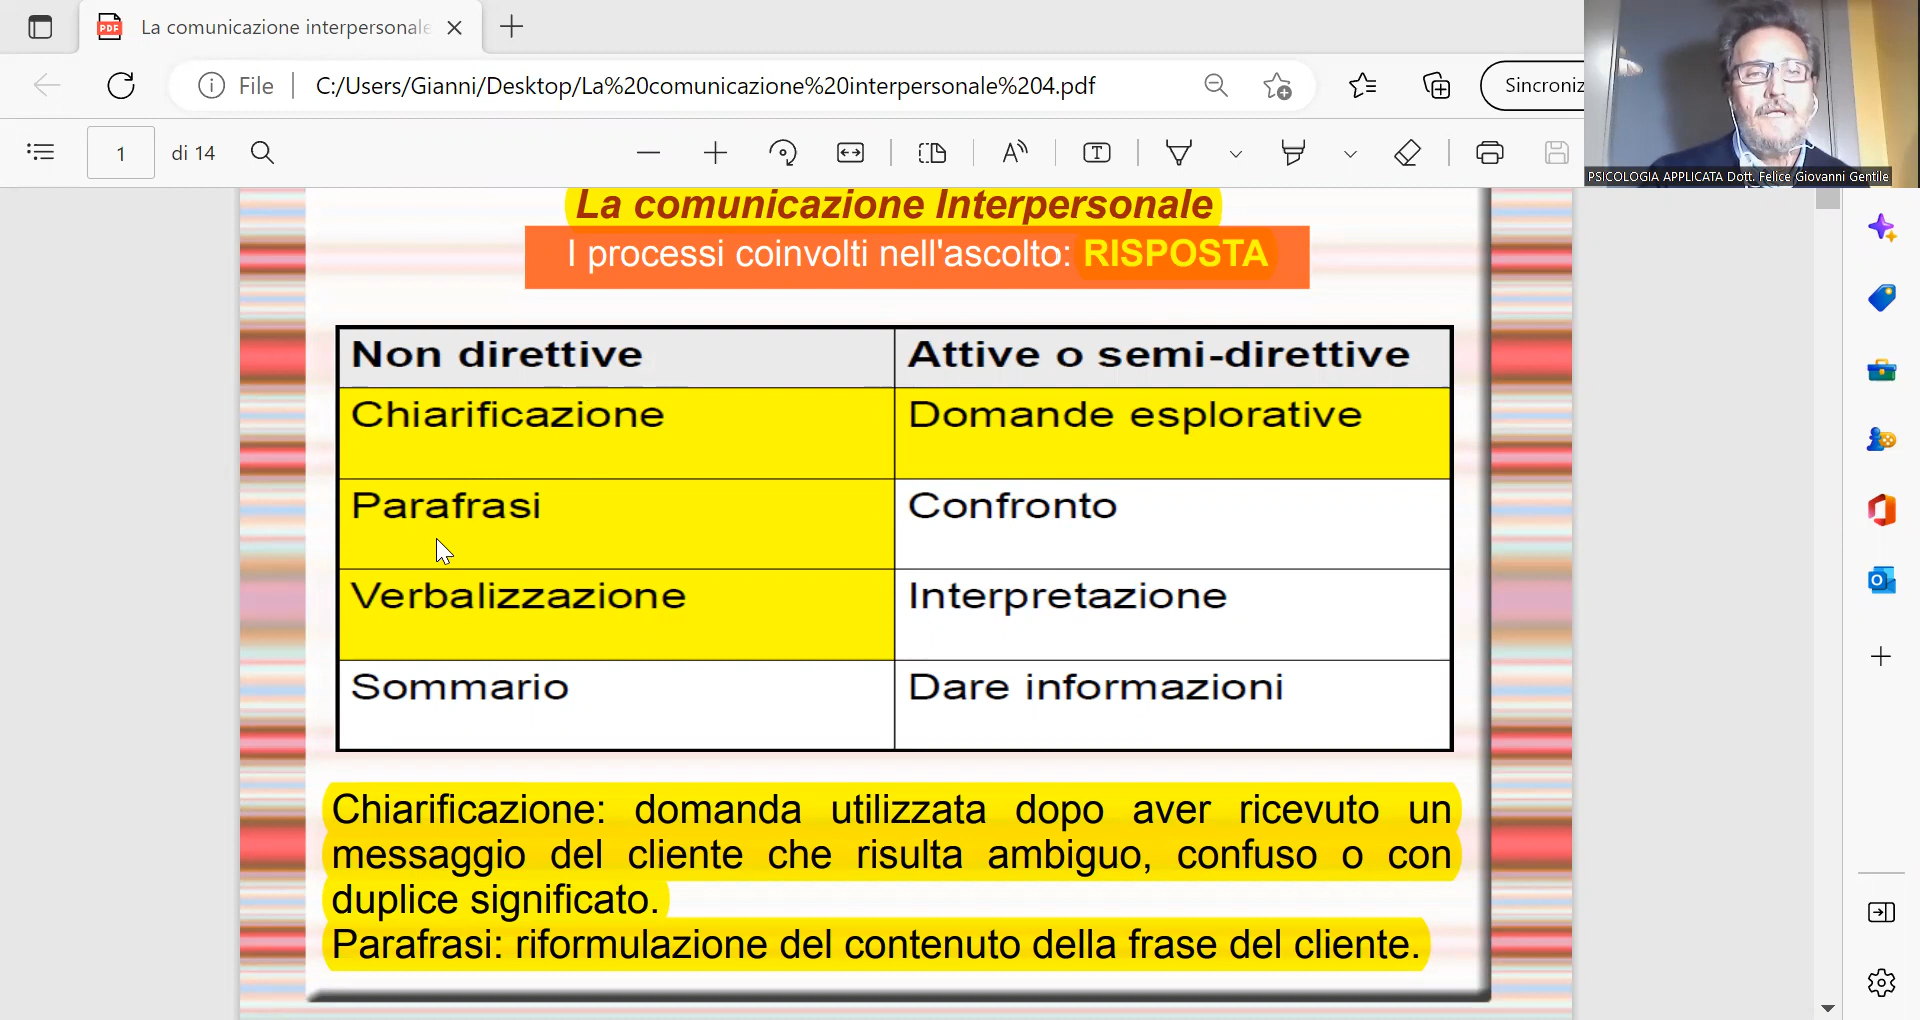 La comunicazione interpersonale
File
C:/Users/Gianni/Desktop/La%20comunicazione%20interpersonale%204.pdf
Sincroniz
1
di 14
PSICOLOGIA APPLICATA Dott. Felice Giovanni Gentile
La comunicazione Interpersonale
I processi coinvolti nell'ascolto: RISPOSTA
Non direttive
Attive o semi-direttive
Chiarificazione
Domande esplorative
Parafrasi
Confronto
Verbalizzazione
Interpretazione
Sommario
Dare informazioni
Chiarificazione: domanda utilizzata dopo aver ricevuto un
messaggio del cliente che risulta ambiguo, confuso o con
duplice significato.
Parafrasi: riformulazione del contenuto della frase del cliente.